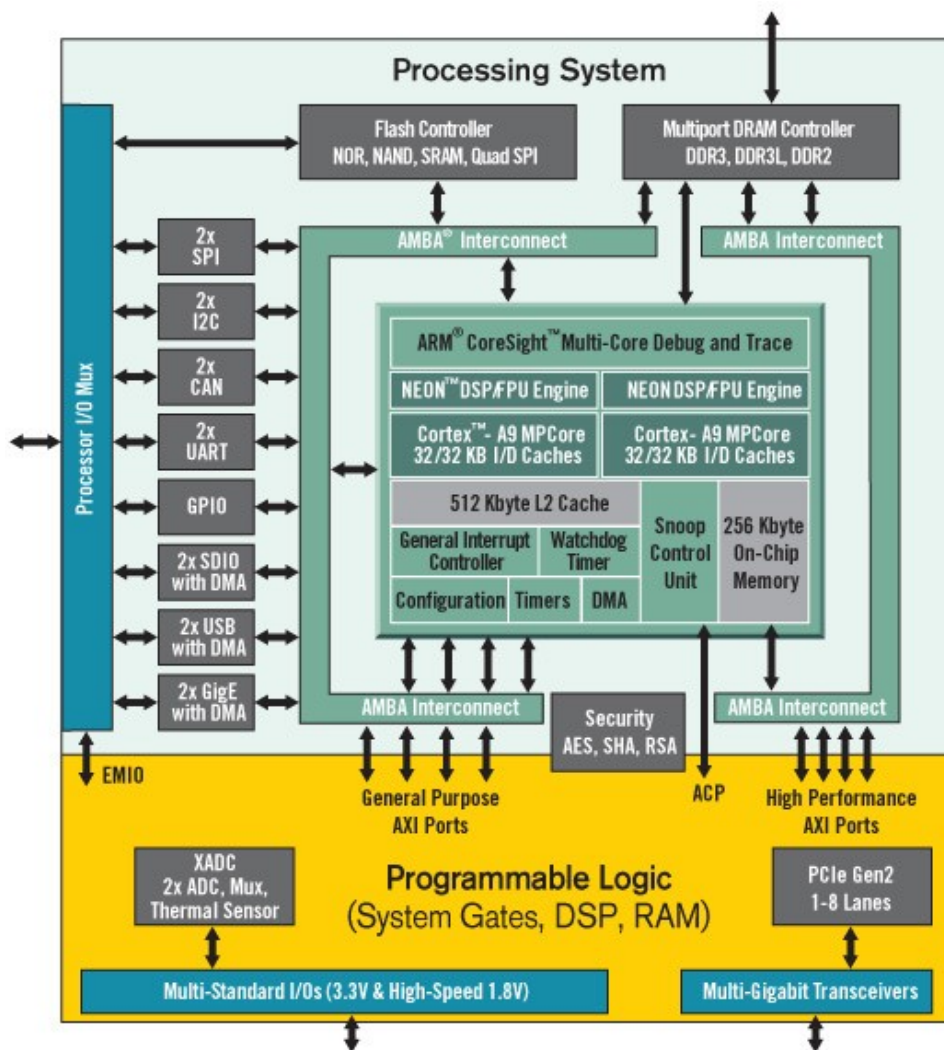 Processing System
Flash Controller
NOR, NAND, SRAM, Quad SPI
Multiport DRAM Controller
DDR3, DDR3L, DDR2
AMBA® Interconnect
AMBA Interconnect
Processor I/O Mux
2x
SPI
2x
I2C
2x
CAN
2x
UART
GPIO
2x SDIO
with DMA
2x USB
with DMA
2x GigE
with DMA
ARM® CoreSight™ Multi-Core Debug and Trace
NEON™ DSP/FPU Engine
NEON DSP/FPU Engine
Cortex™- A9 MPCore
32/32 KB I/D Caches
Cortex- A9 MPCore
32/32 KB I/D Caches
512 Kbyte L2 Cache
General Interrupt
Controller
Watchdog
Timer
Configuration
Timers
DMA
Snoop
Control
Unit
256 Kbyte
On-Chip
Memory
AMBA Interconnect
AMBA Interconnect
Security
AES, SHA, RSA
EMIO
General Purpose
AXI Ports
ACP
High Performance
AXI Ports
XADC
2x ADC, Mux,
Thermal Sensor
Programmable Logic
(System Gates, DSP, RAM)
PCIe Gen2
1-8 Lanes
Multi-Standard I/Os (3.3V & High-Speed 1.8V)
Multi-Gigabit Transceivers